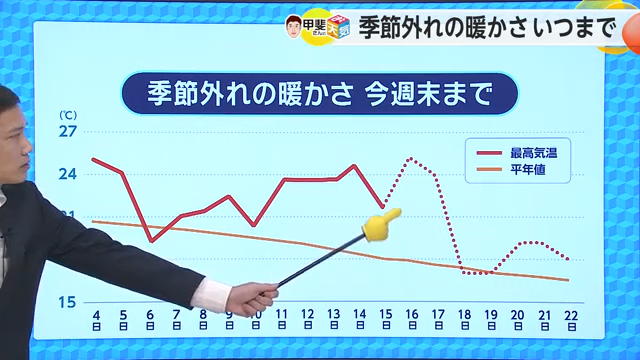 甲斐さんの天気
季節外れの暖かさ いつまで
季節外れの暖かさ 今週末まで
(℃)
27
24
21
15
最高気温
平年値
4日 5日 6日 7日 8日 9日 10日 11日 12日 13日 14日 15日 16日 17日 18日 19日 20日 21日 22日